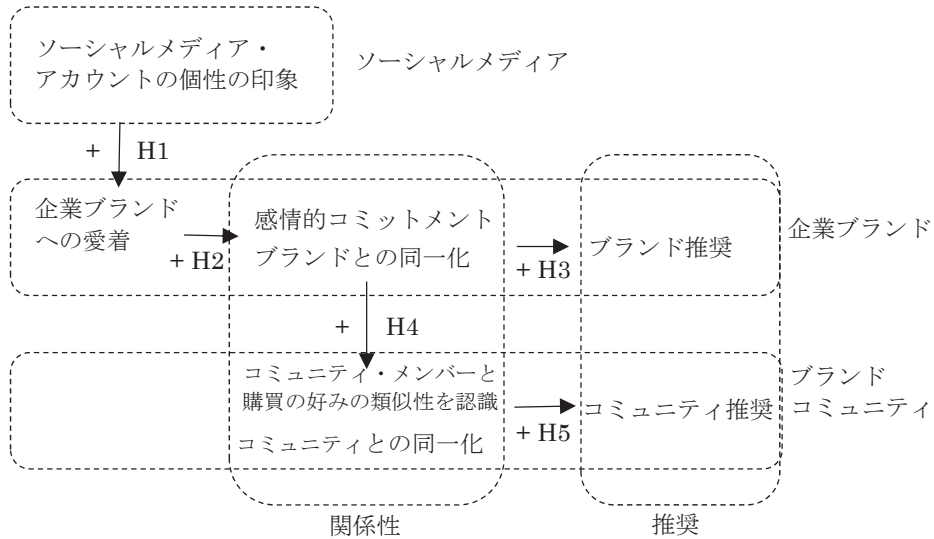 ソーシャルメディア・
アカウントの個性の印象
ソーシャルメディア
+ H1
企業ブランド
への愛着
+ H2
感情的コミットメント
ブランドとの同一化
+ H3
ブランド推奨
企業ブランド
+ H4
コミュニティ・メンバーと
購買の好みの類似性を認識
コミュニティとの同一化
+ H5
コミュニティ推奨
ブランド
コミュニティ
関係性
推奨